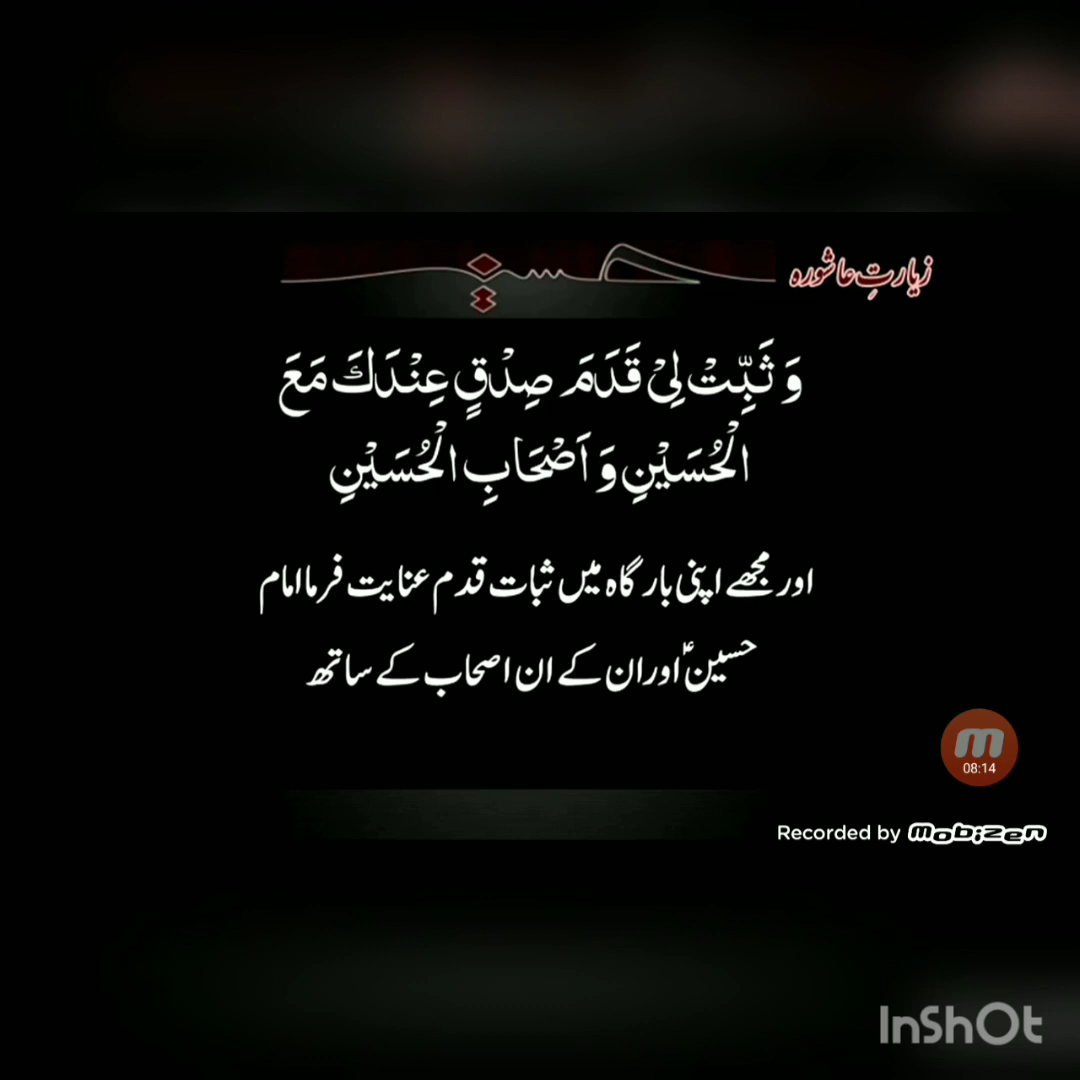 زیارتِ عاشورہ
حسین
وَ ثَبِّتْ لِیْ قَدَمَ صِدْقٍ عِنْدَكَ مَعَ
الْحُسَیْنِ وَ اَصْحَابِ الْحُسَیْنِ
اور مجھے اپنی بارگاہ میں ثبات قدم عنایت فرما امام
حسینؑ اور ان کے ان اصحاب کے ساتھ
m
08:14
Recorded by mobizen
InShOt